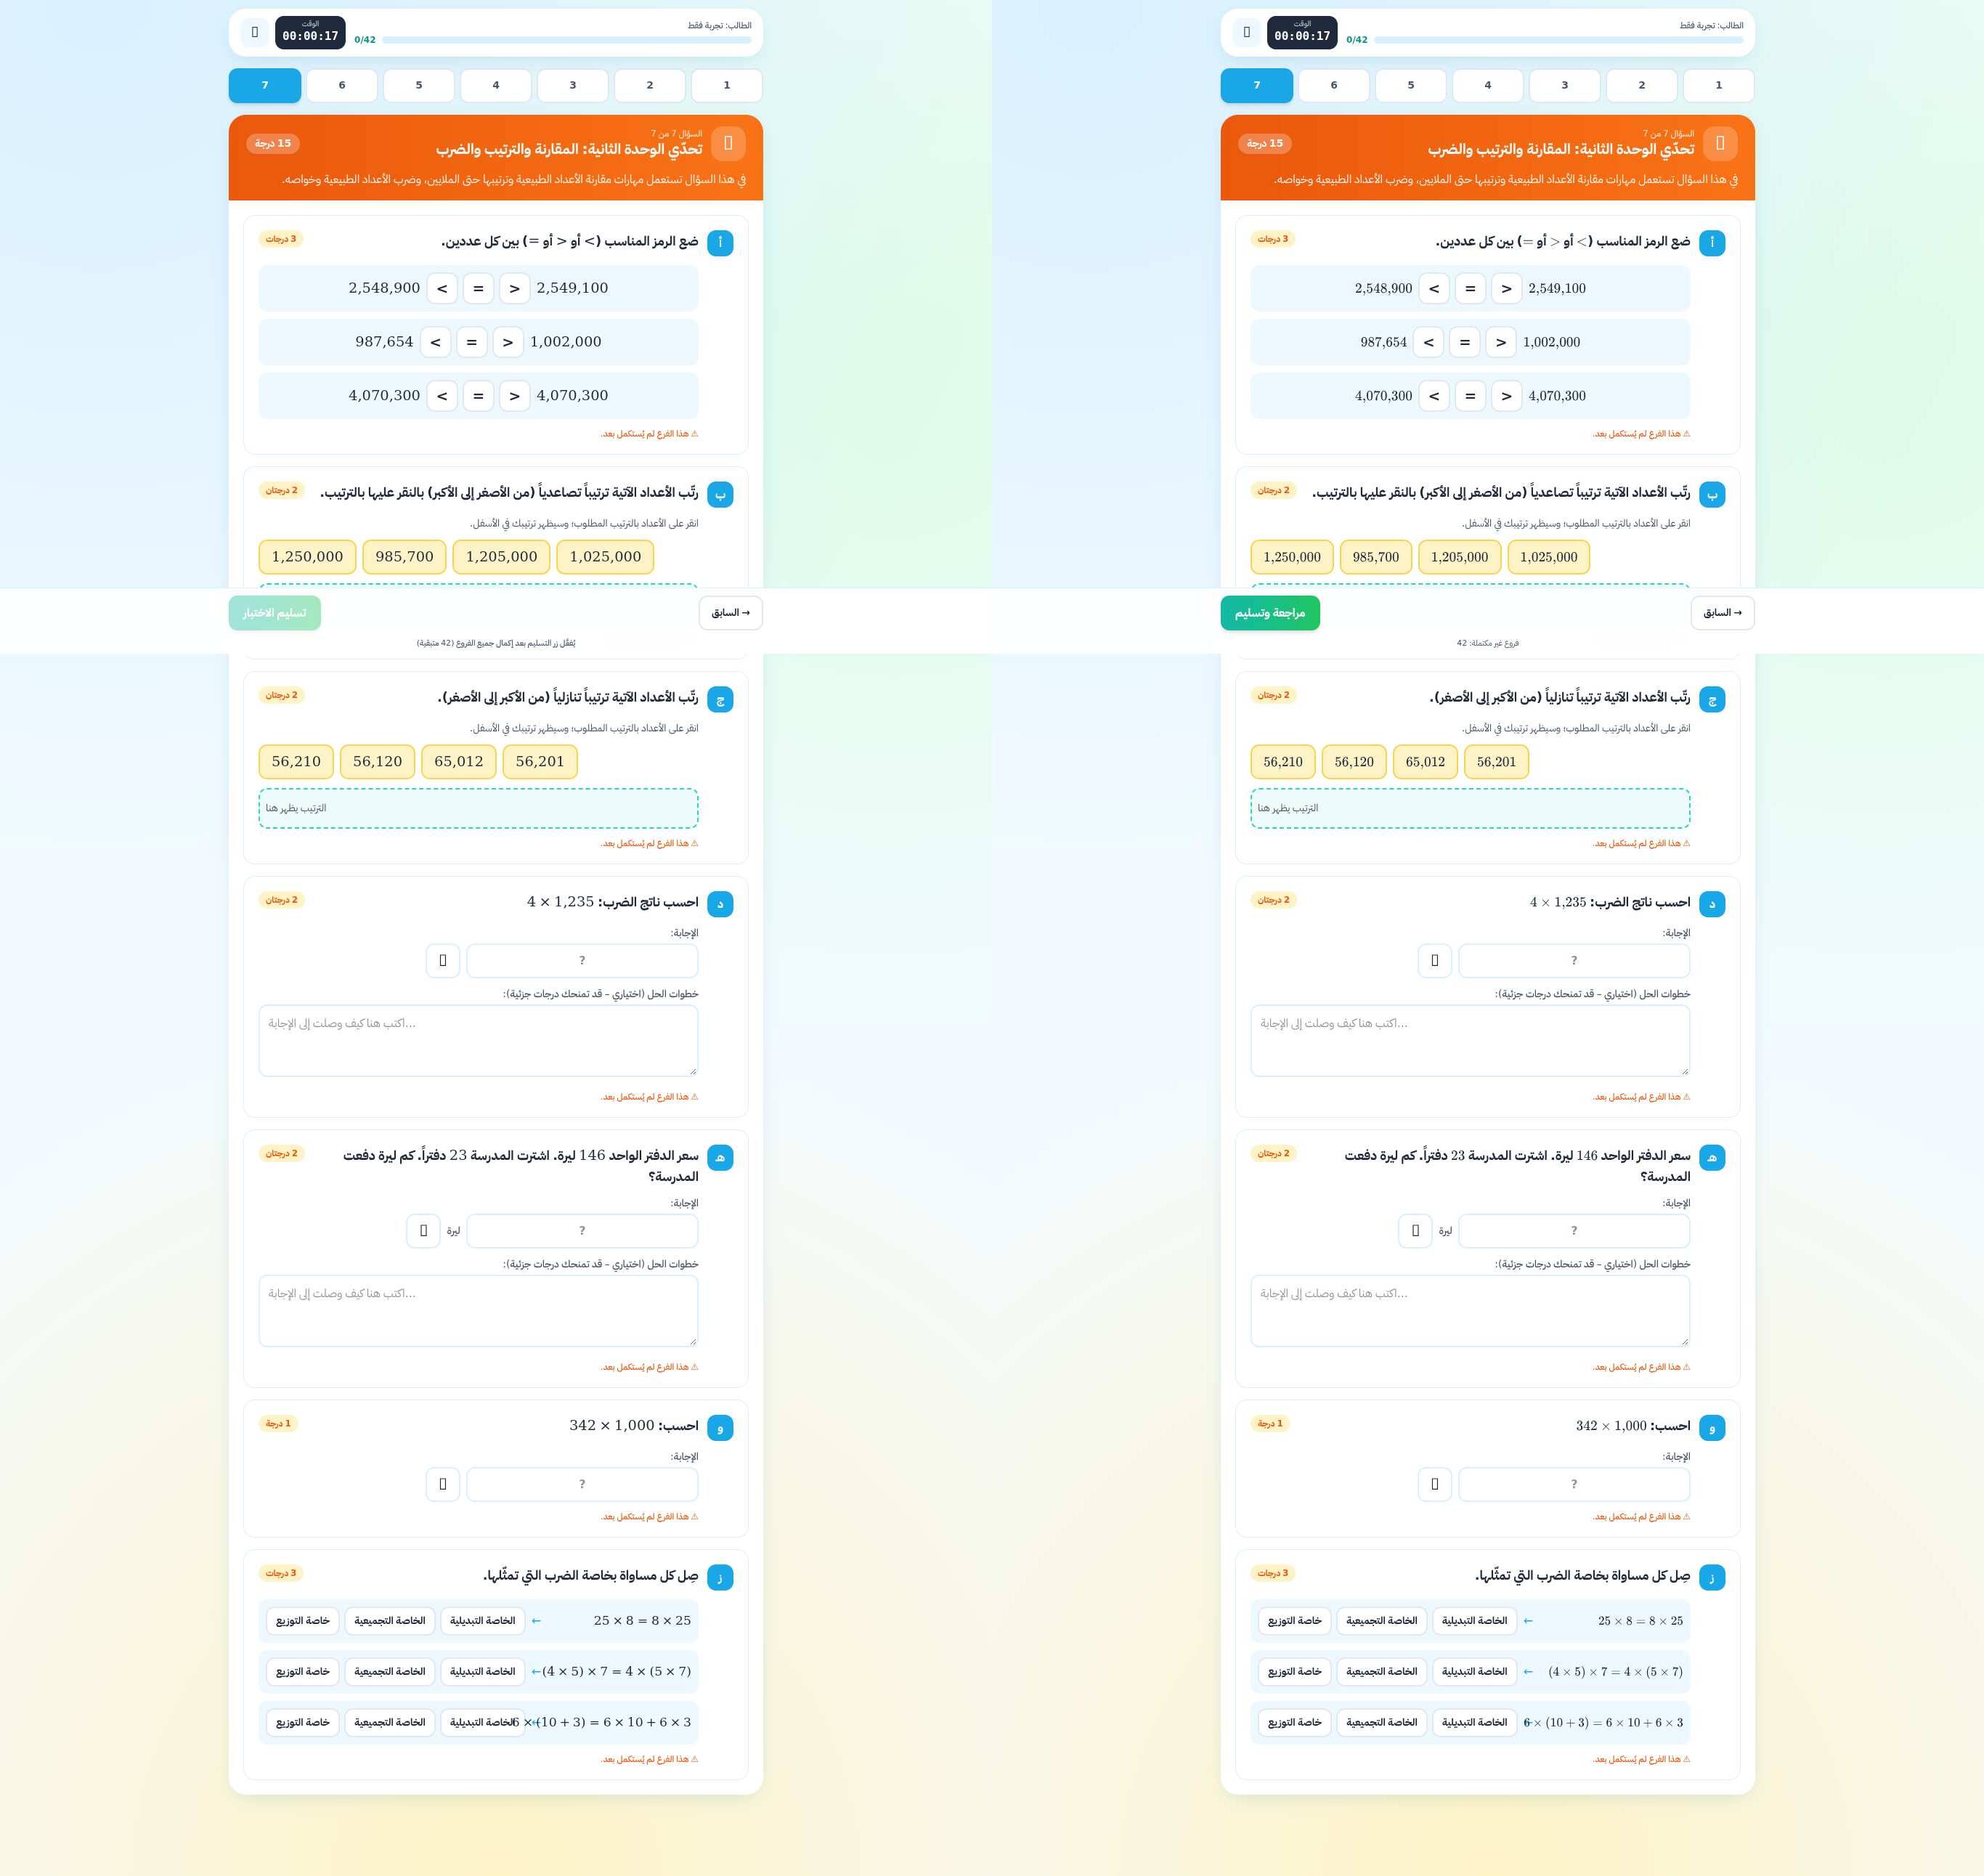 الطالب: تجربة فقط
0/42
الوقت
00:00:17
1 2 3 4 5 6 7
السؤال 7 من 7
تحدّي الوحدة الثانية: المقارنة والترتيب والضرب
15 درجة
في هذا السؤال تستعمل مهارات مقارنة الأعداد الطبيعية وترتيبها حتى الملايين، وضرب الأعداد الطبيعية وخواصه.
أ
ضع الرمز المناسب (> أو < أو =) بين كل عددين.
3 درجات
2,548,900 < = > 2,549,100
987,654 < = > 1,002,000
4,070,300 < = > 4,070,300
⚠ هذا الفرع لم يُستكمل بعد.
ب
رتّب الأعداد الآتية ترتيباً تصاعدياً (من الأصغر إلى الأكبر) بالنقر عليها بالترتيب.
2 درجتان
انقر على الأعداد بالترتيب المطلوب؛ وسيظهر ترتيبك في الأسفل.
1,250,000 985,700 1,205,000 1,025,000
→ السابق
تسليم الاختبار
يُفعّل زر التسليم بعد إكمال جميع الفروع (42 متبقية)
ج
رتّب الأعداد الآتية ترتيباً تنازلياً (من الأكبر إلى الأصغر).
2 درجتان
انقر على الأعداد بالترتيب المطلوب؛ وسيظهر ترتيبك في الأسفل.
56,210 56,120 65,012 56,201
الترتيب يظهر هنا
⚠ هذا الفرع لم يُستكمل بعد.
د
احسب ناتج الضرب: 4 × 1,235
2 درجتان
الإجابة:
?
خطوات الحل (اختياري – قد تمنحك درجات جزئية):
اكتب هنا كيف وصلت إلى الإجابة...
⚠ هذا الفرع لم يُستكمل بعد.
هـ
سعر الدفتر الواحد 146 ليرة. اشترت المدرسة 23 دفتراً. كم ليرة دفعت
المدرسة؟
2 درجتان
الإجابة:
? ليرة
خطوات الحل (اختياري – قد تمنحك درجات جزئية):
اكتب هنا كيف وصلت إلى الإجابة...
⚠ هذا الفرع لم يُستكمل بعد.
و
احسب: 342 × 1,000
1 درجة
الإجابة:
?
⚠ هذا الفرع لم يُستكمل بعد.
ز
صِل كل مساواة بخاصة الضرب التي تمثّلها.
3 درجات
25 × 8 = 8 × 25 ← الخاصة التبديلية الخاصة التجميعية خاصة التوزيع
(4 × 5) × 7 = 4 × (5 × 7) ← الخاصة التبديلية الخاصة التجميعية خاصة التوزيع
6 × (10 + 3) = 6 × 10 + 6 × 3 ← الخاصة التبديلية الخاصة التجميعية خاصة التوزيع
⚠ هذا الفرع لم يُستكمل بعد.
الطالب: تجربة فقط
0/42
الوقت
00:00:17
1 2 3 4 5 6 7
السؤال 7 من 7
تحدّي الوحدة الثانية: المقارنة والترتيب والضرب
15 درجة
في هذا السؤال تستعمل مهارات مقارنة الأعداد الطبيعية وترتيبها حتى الملايين، وضرب الأعداد الطبيعية وخواصه.
أ
ضع الرمز المناسب (> أو < أو =) بين كل عددين.
3 درجات
2,548,900 < = > 2,549,100
987,654 < = > 1,002,000
4,070,300 < = > 4,070,300
⚠ هذا الفرع لم يُستكمل بعد.
ب
رتّب الأعداد الآتية ترتيباً تصاعدياً (من الأصغر إلى الأكبر) بالنقر عليها بالترتيب.
2 درجتان
انقر على الأعداد بالترتيب المطلوب؛ وسيظهر ترتيبك في الأسفل.
1,250,000 985,700 1,205,000 1,025,000
→ السابق
مراجعة وتسليم
فروع غير مكتملة: 42
ج
رتّب الأعداد الآتية ترتيباً تنازلياً (من الأكبر إلى الأصغر).
2 درجتان
انقر على الأعداد بالترتيب المطلوب؛ وسيظهر ترتيبك في الأسفل.
56,210 56,120 65,012 56,201
الترتيب يظهر هنا
⚠ هذا الفرع لم يُستكمل بعد.
د
احسب ناتج الضرب: 4 × 1,235
2 درجتان
الإجابة:
?
خطوات الحل (اختياري – قد تمنحك درجات جزئية):
اكتب هنا كيف وصلت إلى الإجابة...
⚠ هذا الفرع لم يُستكمل بعد.
هـ
سعر الدفتر الواحد 146 ليرة. اشترت المدرسة 23 دفتراً. كم ليرة دفعت
المدرسة؟
2 درجتان
الإجابة:
? ليرة
خطوات الحل (اختياري – قد تمنحك درجات جزئية):
اكتب هنا كيف وصلت إلى الإجابة...
⚠ هذا الفرع لم يُستكمل بعد.
و
احسب: 342 × 1,000
1 درجة
الإجابة:
?
⚠ هذا الفرع لم يُستكمل بعد.
ز
صِل كل مساواة بخاصة الضرب التي تمثّلها.
3 درجات
25 × 8 = 8 × 25 ← الخاصة التبديلية الخاصة التجميعية خاصة التوزيع
(4 × 5) × 7 = 4 × (5 × 7) ← الخاصة التبديلية الخاصة التجميعية خاصة التوزيع
6 × (10 + 3) = 6 × 10 + 6 × 3 ← الخاصة التبديلية الخاصة التجميعية خاصة التوزيع
⚠ هذا الفرع لم يُستكمل بعد.